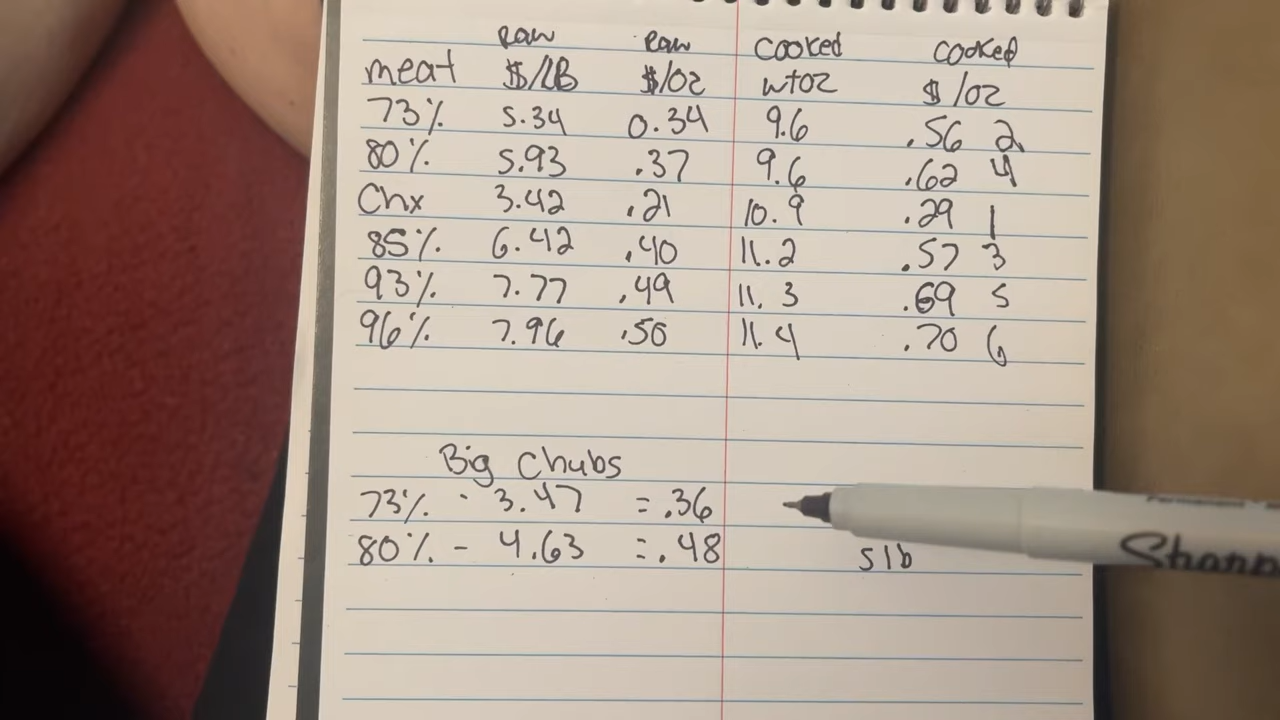 raw raw cooked cooked
meat $/LB $/oz wtoz $/oz
73% 5.34 0.34 9.6 .56 2
80% 5.93 .37 9.6 .62 4
Chx 3.42 .21 10.9 .29 1
85% 6.42 .40 11.2 .57 3
93% 7.77 .49 11.3 .69 5
96% 7.96 .50 11.4 .70 6
Big Chubs
73% - 3.47 = .36
80% - 4.63 = .48 5lb